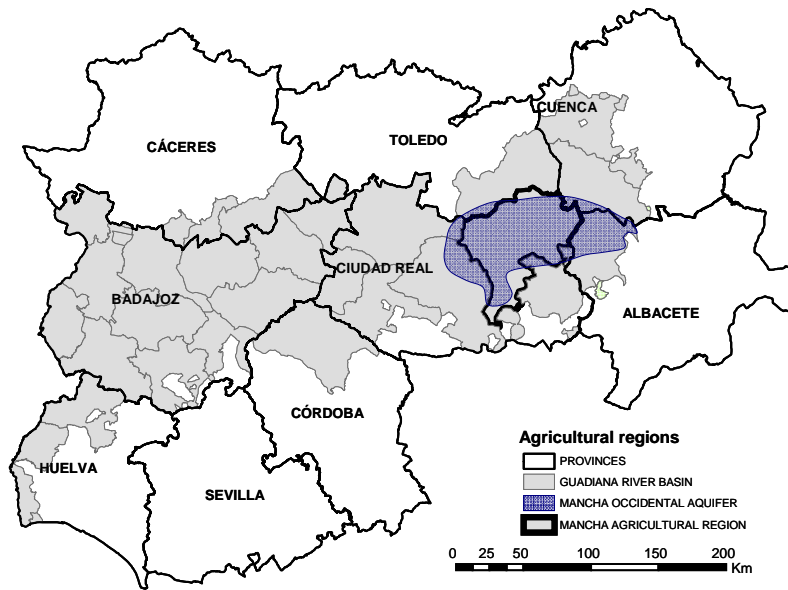 CUENCA
TOLEDO
CÁCERES
CIUDAD REAL
BADAJOZ
ALBACETE
CÓRDOBA
HUELVA
SEVILLA
Agricultural regions
PROVINCES
GUADIANA RIVER BASIN
MANCHA OCCIDENTAL AQUIFER
MANCHA AGRICULTURAL REGION
0 25 50 100 150 200
Km